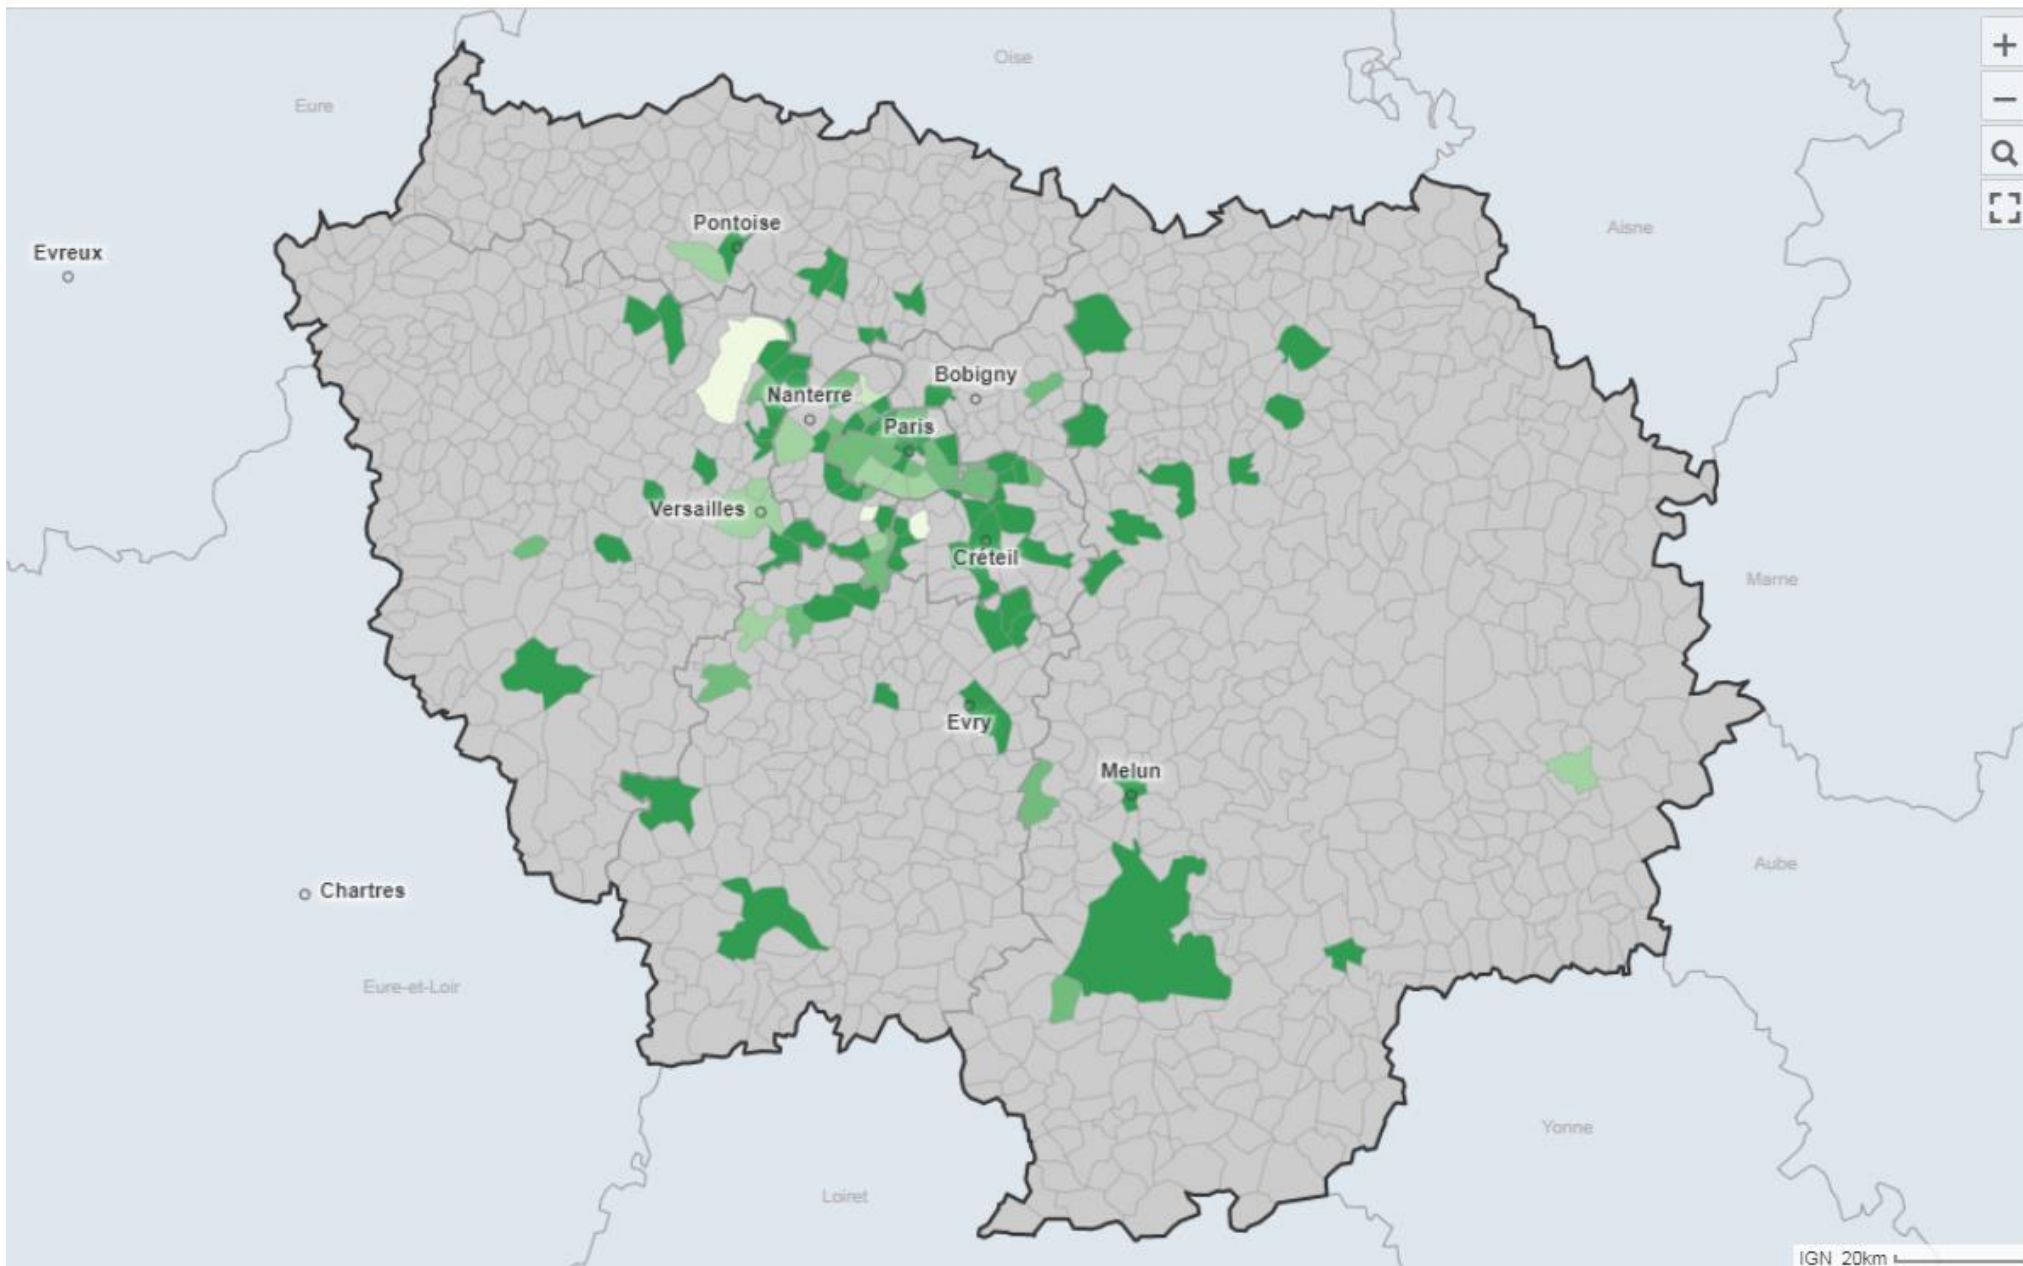 Oise
Eure
Pontoise
Aisne
Evreux
Bobigny
Nanterre
Paris
Versailles
Créteil
Marne
Evry
Melun
Aube
Chartres
Eure-et-Loir
Yonne
Loiret
IGN 20km